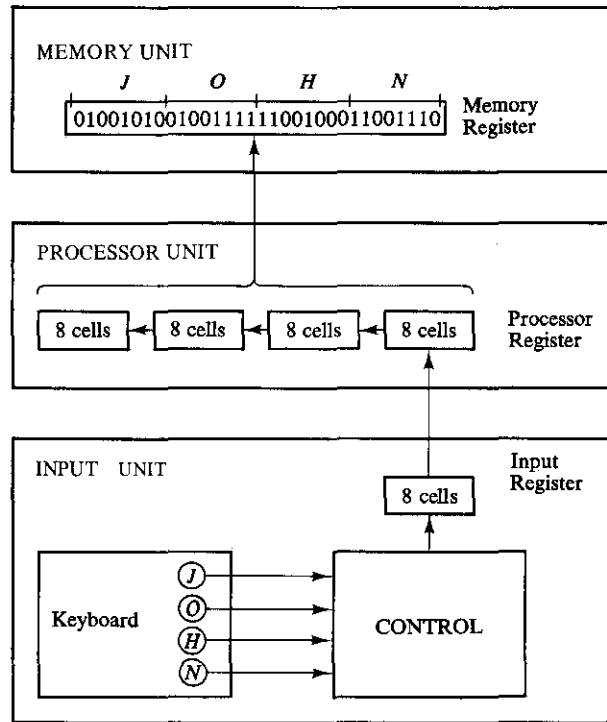 MEMORY UNIT
J O H N
01001010010011111100100011001110
Memory
Register
PROCESSOR UNIT
8 cells 8 cells 8 cells 8 cells
Processor
Register
INPUT UNIT
Input
Register
8 cells
J
O
Keyboard
H
N
CONTROL